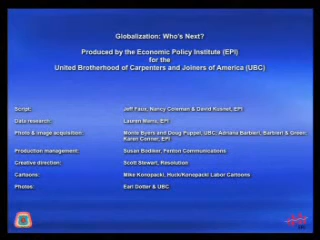 Globalization: Who's Next?
Produced by the Economic Policy Institute (EPI)
for the
United Brotherhood of Carpenters and Joiners of America (UBC)
Script: Jeff Faux, Nancy Coleman & David Kusnet, EPI
Data research: Lauren Marra, EPI
Photo & image acquisition: Monte Byers and Doug Puppel, UBC; Adriana Barbieri, Barbieri & Green;
Karen Conner, EPI
Production management: Susan Bodiker, Fenton Communications
Creative direction: Scott Stewart, Resolution
Cartoons: Mike Konopacki, Huck/Konopacki Labor Cartoons
Photos: Earl Dotter & UBC